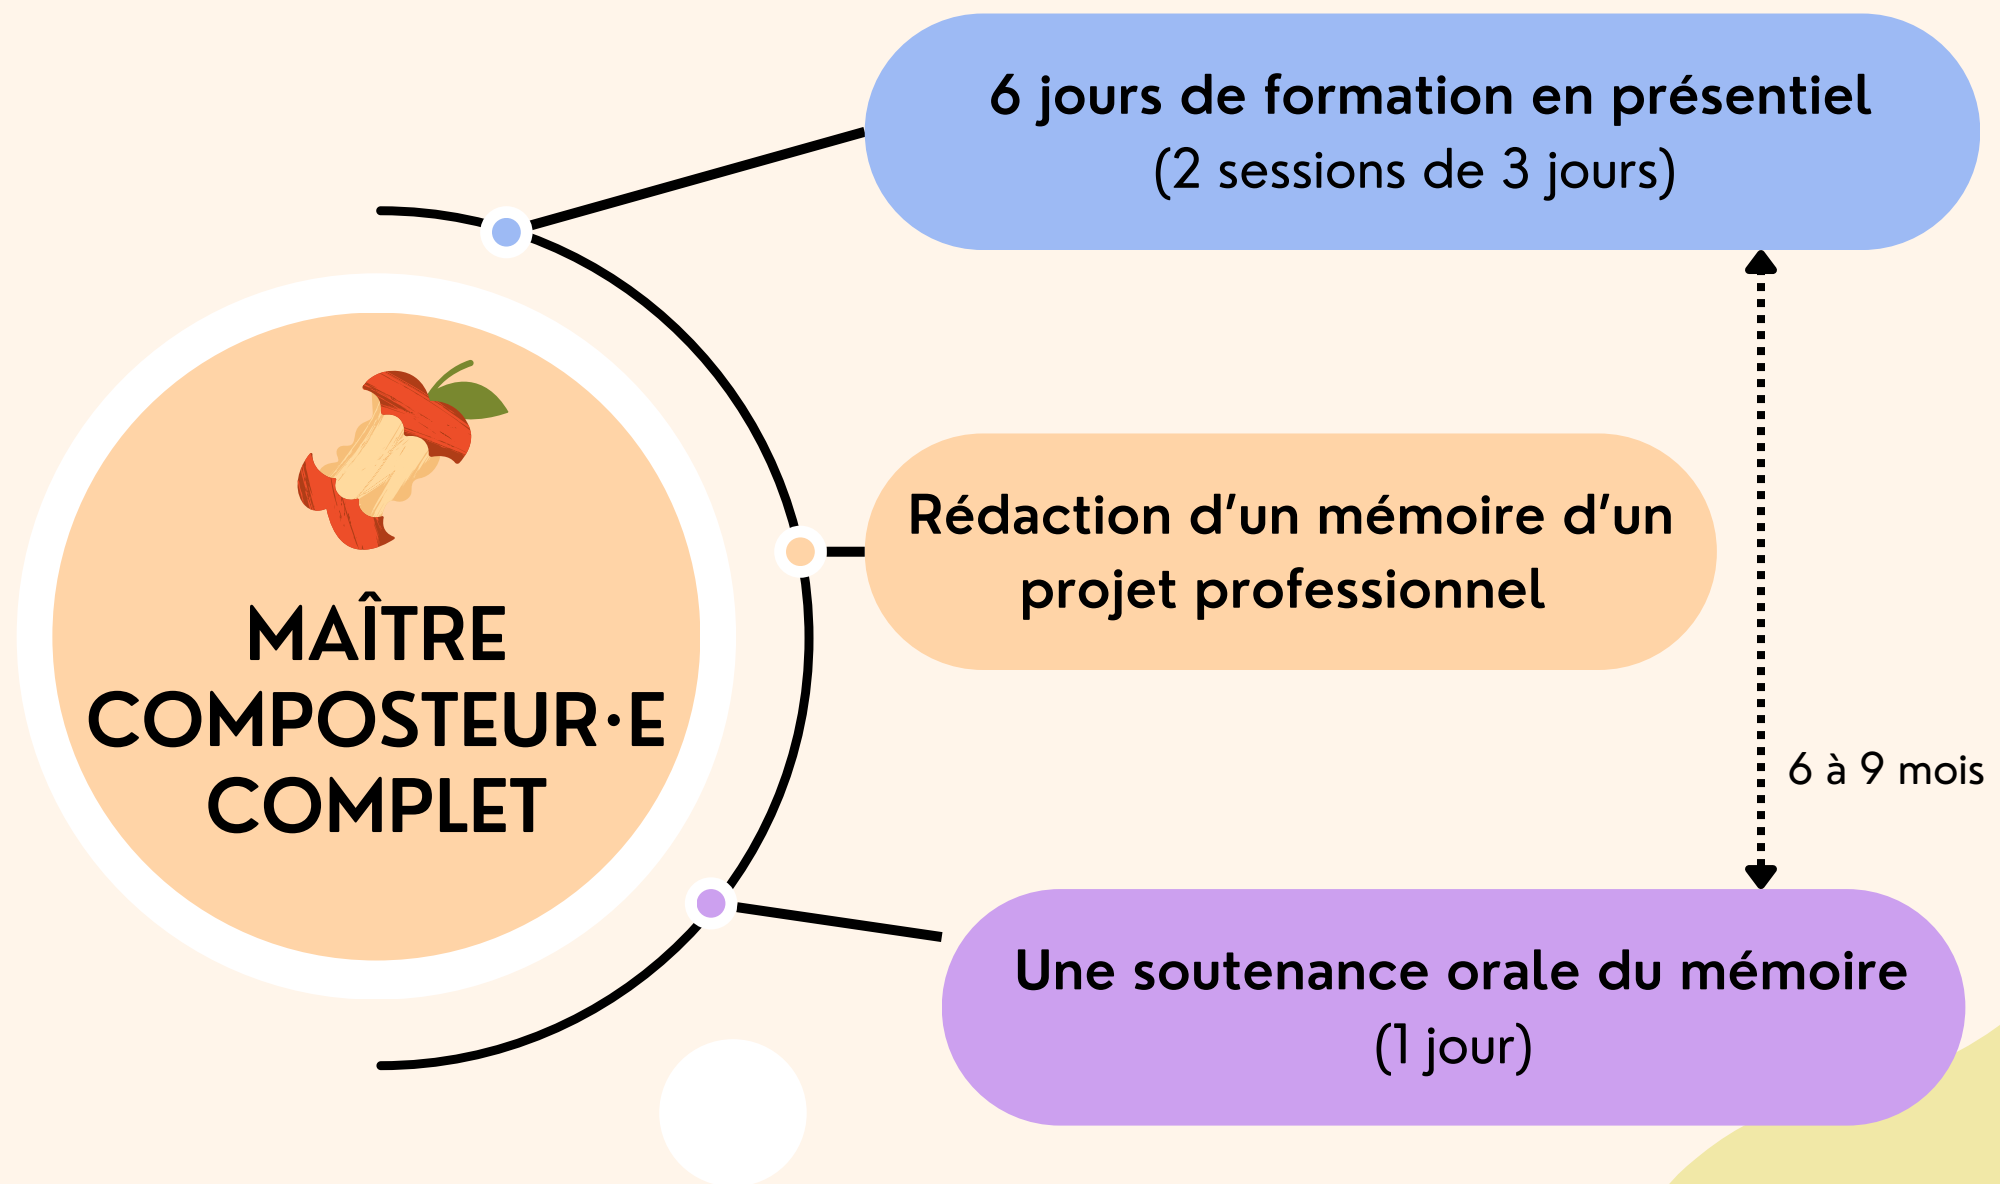 6 jours de formation en présentiel
(2 sessions de 3 jours)
MAÎTRE
COMPOSTEUR·E
COMPLET
Rédaction d’un mémoire d’un
projet professionnel
6 à 9 mois
Une soutenance orale du mémoire
(1 jour)